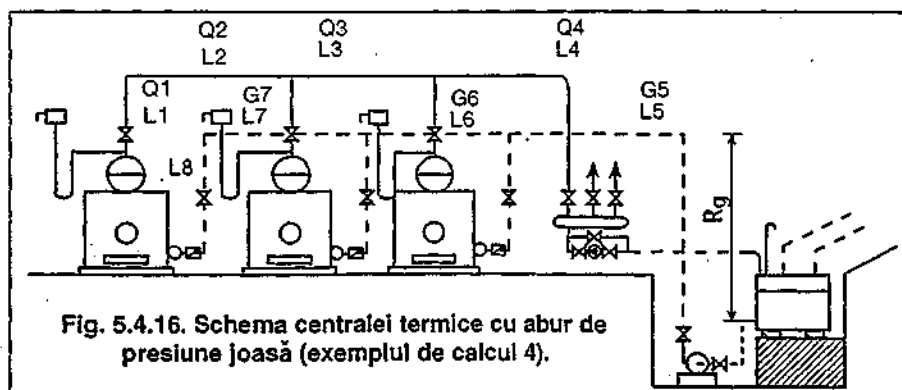 Q2 Q3 Q4
L2 L3 L4
Q1 G7 G6 G5
L1 L7 L6 L5
L8
Rg
Fig. 5.4.16. Schema centralei termice cu abur de
presiune joasă (exemplul de calcul 4).